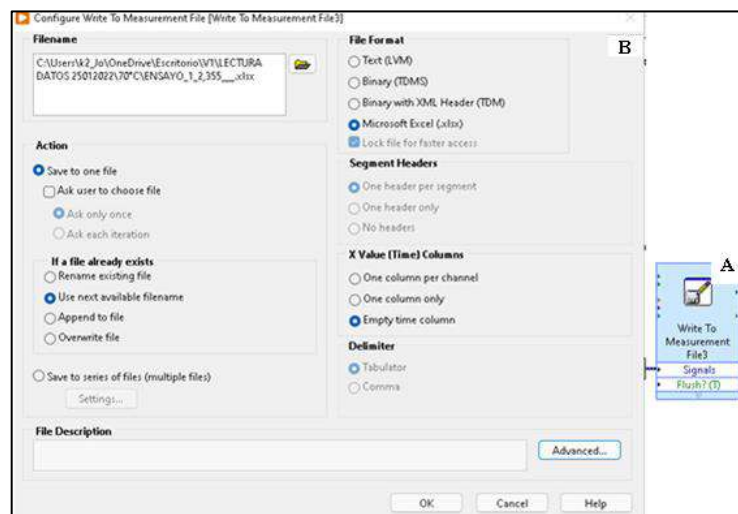 Configure Write To Measurement File [Write To Measurement File3]
Filename
C:\Users\k2_Jo\OneDrive\Escritorio\V1\LECTURA
DATOS 25012022\70°C\ENSAYO_1_2,355___.xlsx
Action
Save to one file
Ask user to choose file
Ask only once
Ask each iteration
If a file already exists
Rename existing file
Use next available filename
Append to file
Overwrite file
Save to series of files (multiple files)
Settings...
File Description
File Format
B
Text (LVM)
Binary (TDMS)
Binary with XML Header (TDM)
Microsoft Excel (.xlsx)
Lock file for faster access
Segment Headers
One header per segment
One header only
No headers
X Value (Time) Columns
One column per channel
One column only
Empty time column
Delimiter
Tabulator
Comma
Advanced...
OK
Cancel
Help
A
Write To
Measurement
File3
Signals
Flush? (T)